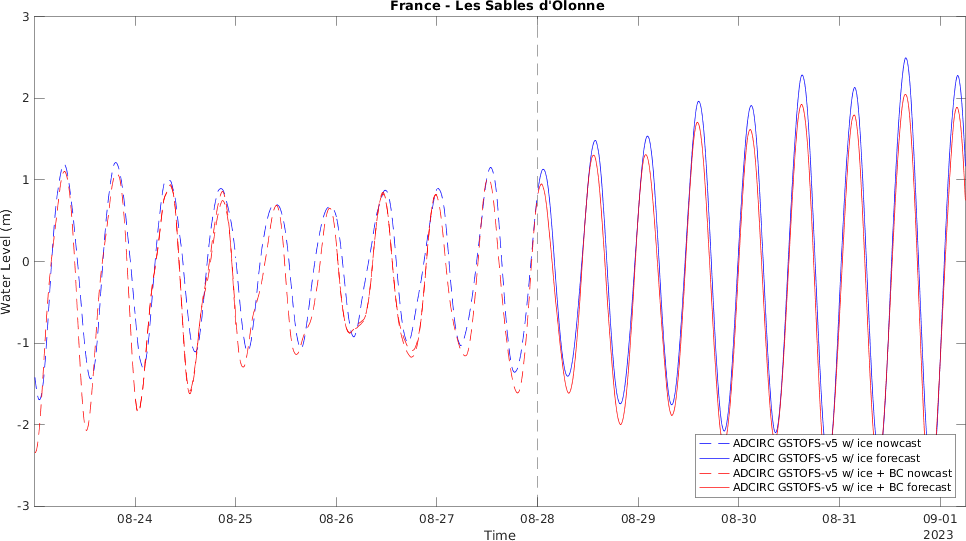 France - Les Sables d'Olonne
3
2
1
0
-1
-2
-3
Water Level (m)
ADCIRC GSTOFS-v5 w/ ice nowcast
ADCIRC GSTOFS-v5 w/ ice forecast
ADCIRC GSTOFS-v5 w/ ice + BC nowcast
ADCIRC GSTOFS-v5 w/ ice + BC forecast
08-24 08-25 08-26 08-27 08-28 08-29 08-30 08-31 09-01
Time 2023